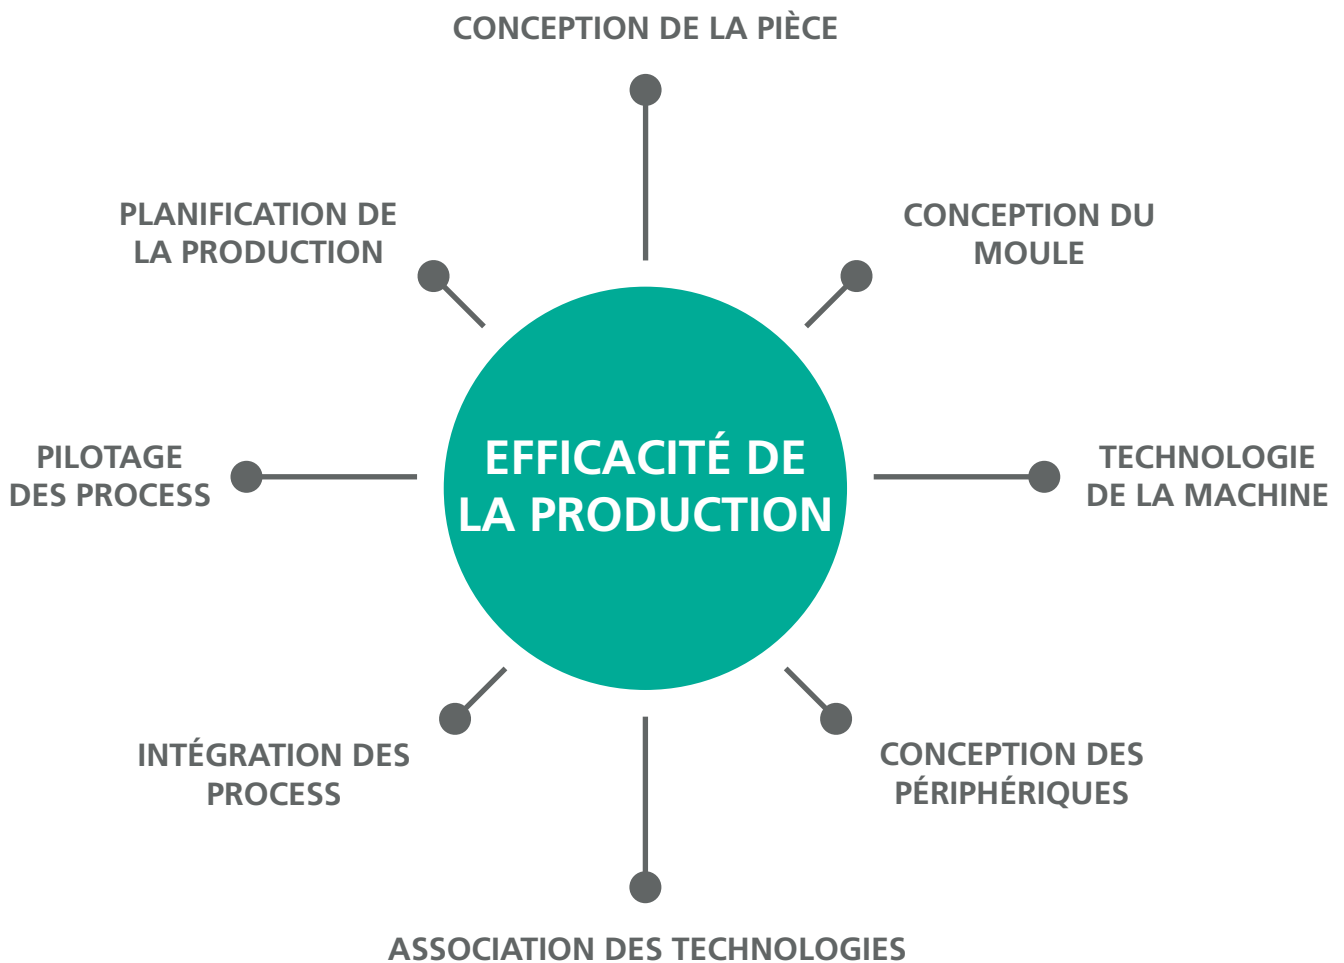 CONCEPTION DE LA PIÈCE
PLANIFICATION DE
LA PRODUCTION
CONCEPTION DU
MOULE
EFFICACITÉ DE
LA PRODUCTION
PILOTAGE
DES PROCESS
TECHNOLOGIE
DE LA MACHINE
INTÉGRATION DES
PROCESS
CONCEPTION DES
PÉRIPHÉRIQUES
ASSOCIATION DES TECHNOLOGIES